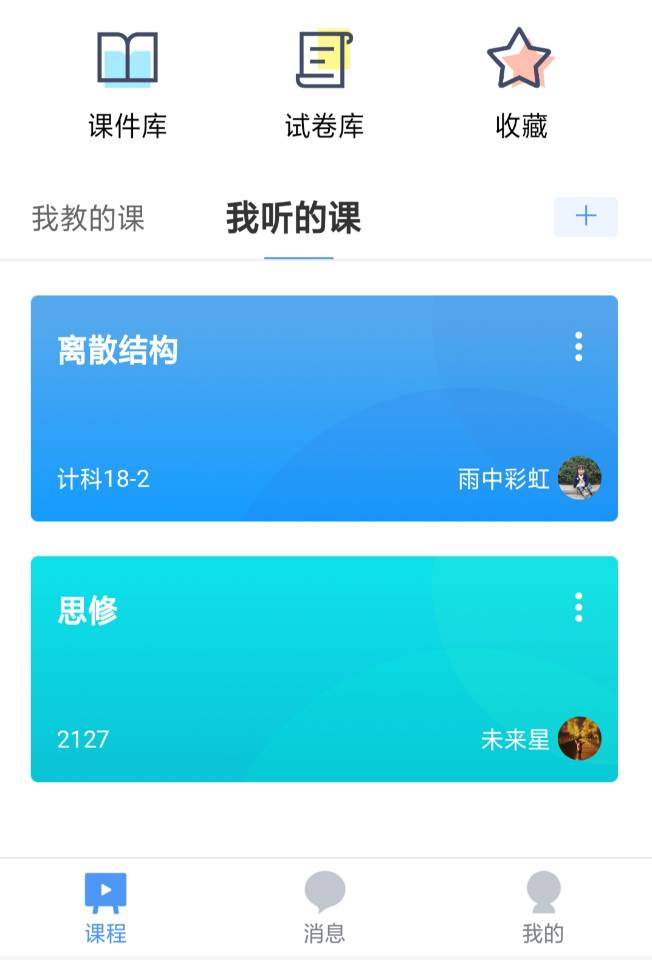 课件库 试卷库 收藏
我教的课 我听的课
离散结构
计科18-2 雨中彩虹
思修
2127 未来星
课程 消息 我的